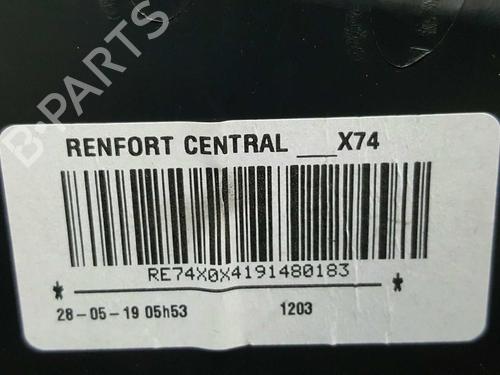 B-PARTS
RENFORT CENTRAL ___X74
RE74X0X4191480183
* *
28-05-19 05h53 1203